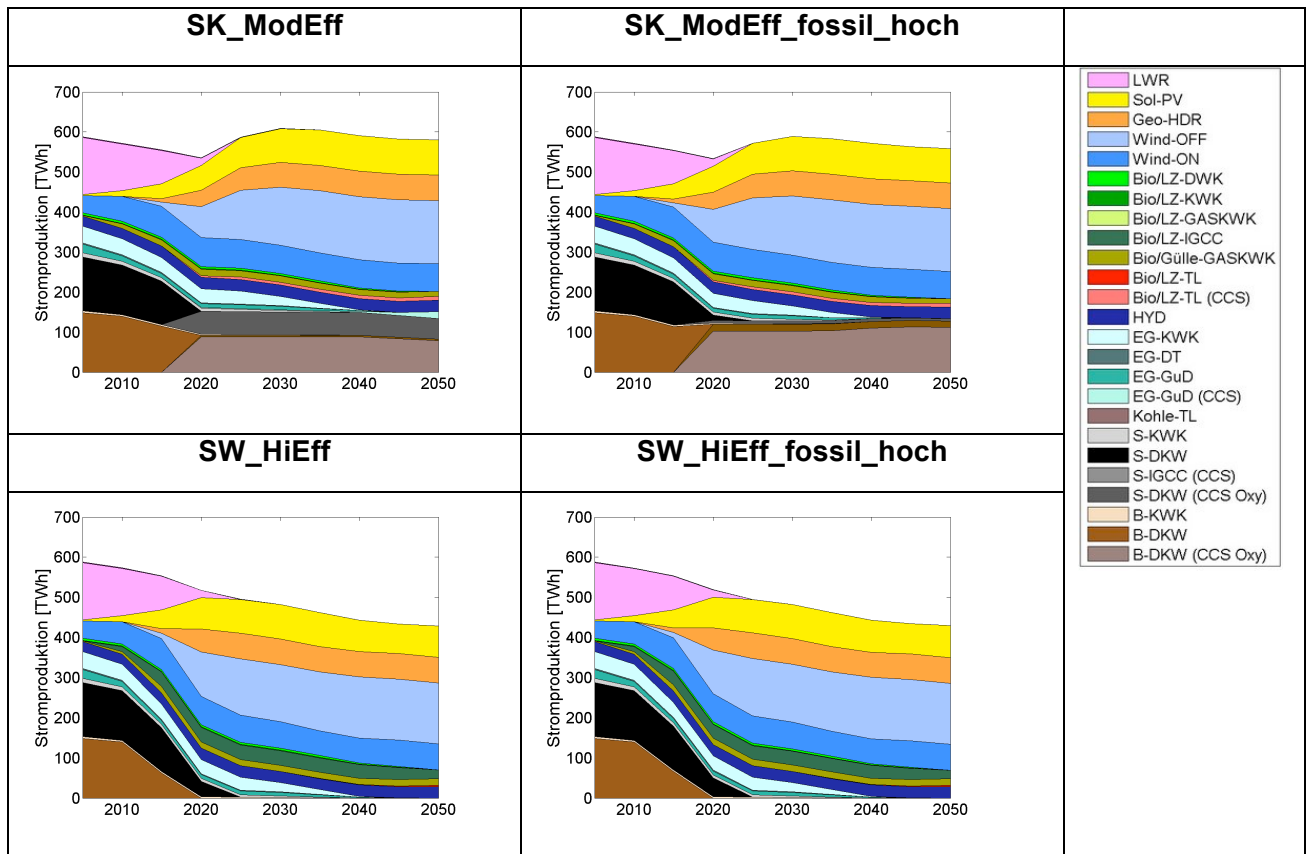 SK_ModEff
SK_ModEff_fossil_hoch
700
600
500
400
300
200
100
0
Stromproduktion [TWh]
2010 2020 2030 2040 2050
700
600
500
400
300
200
100
0
Stromproduktion [TWh]
2010 2020 2030 2040 2050
LWR
Sol-PV
Geo-HDR
Wind-OFF
Wind-ON
Bio/LZ-DWK
Bio/LZ-KWK
Bio/LZ-GASKWK
Bio/LZ-IGCC
Bio/Gülle-GASKWK
Bio/LZ-TL
Bio/LZ-TL (CCS)
HYD
EG-KWK
EG-DT
EG-GuD
EG-GuD (CCS)
Kohle-TL
S-KWK
S-DKW
S-IGCC (CCS)
S-DKW (CCS Oxy)
B-KWK
B-DKW
B-DKW (CCS Oxy)
SW_HiEff
SW_HiEff_fossil_hoch
700
600
500
400
300
200
100
0
Stromproduktion [TWh]
2010 2020 2030 2040 2050
700
600
500
400
300
200
100
0
Stromproduktion [TWh]
2010 2020 2030 2040 2050